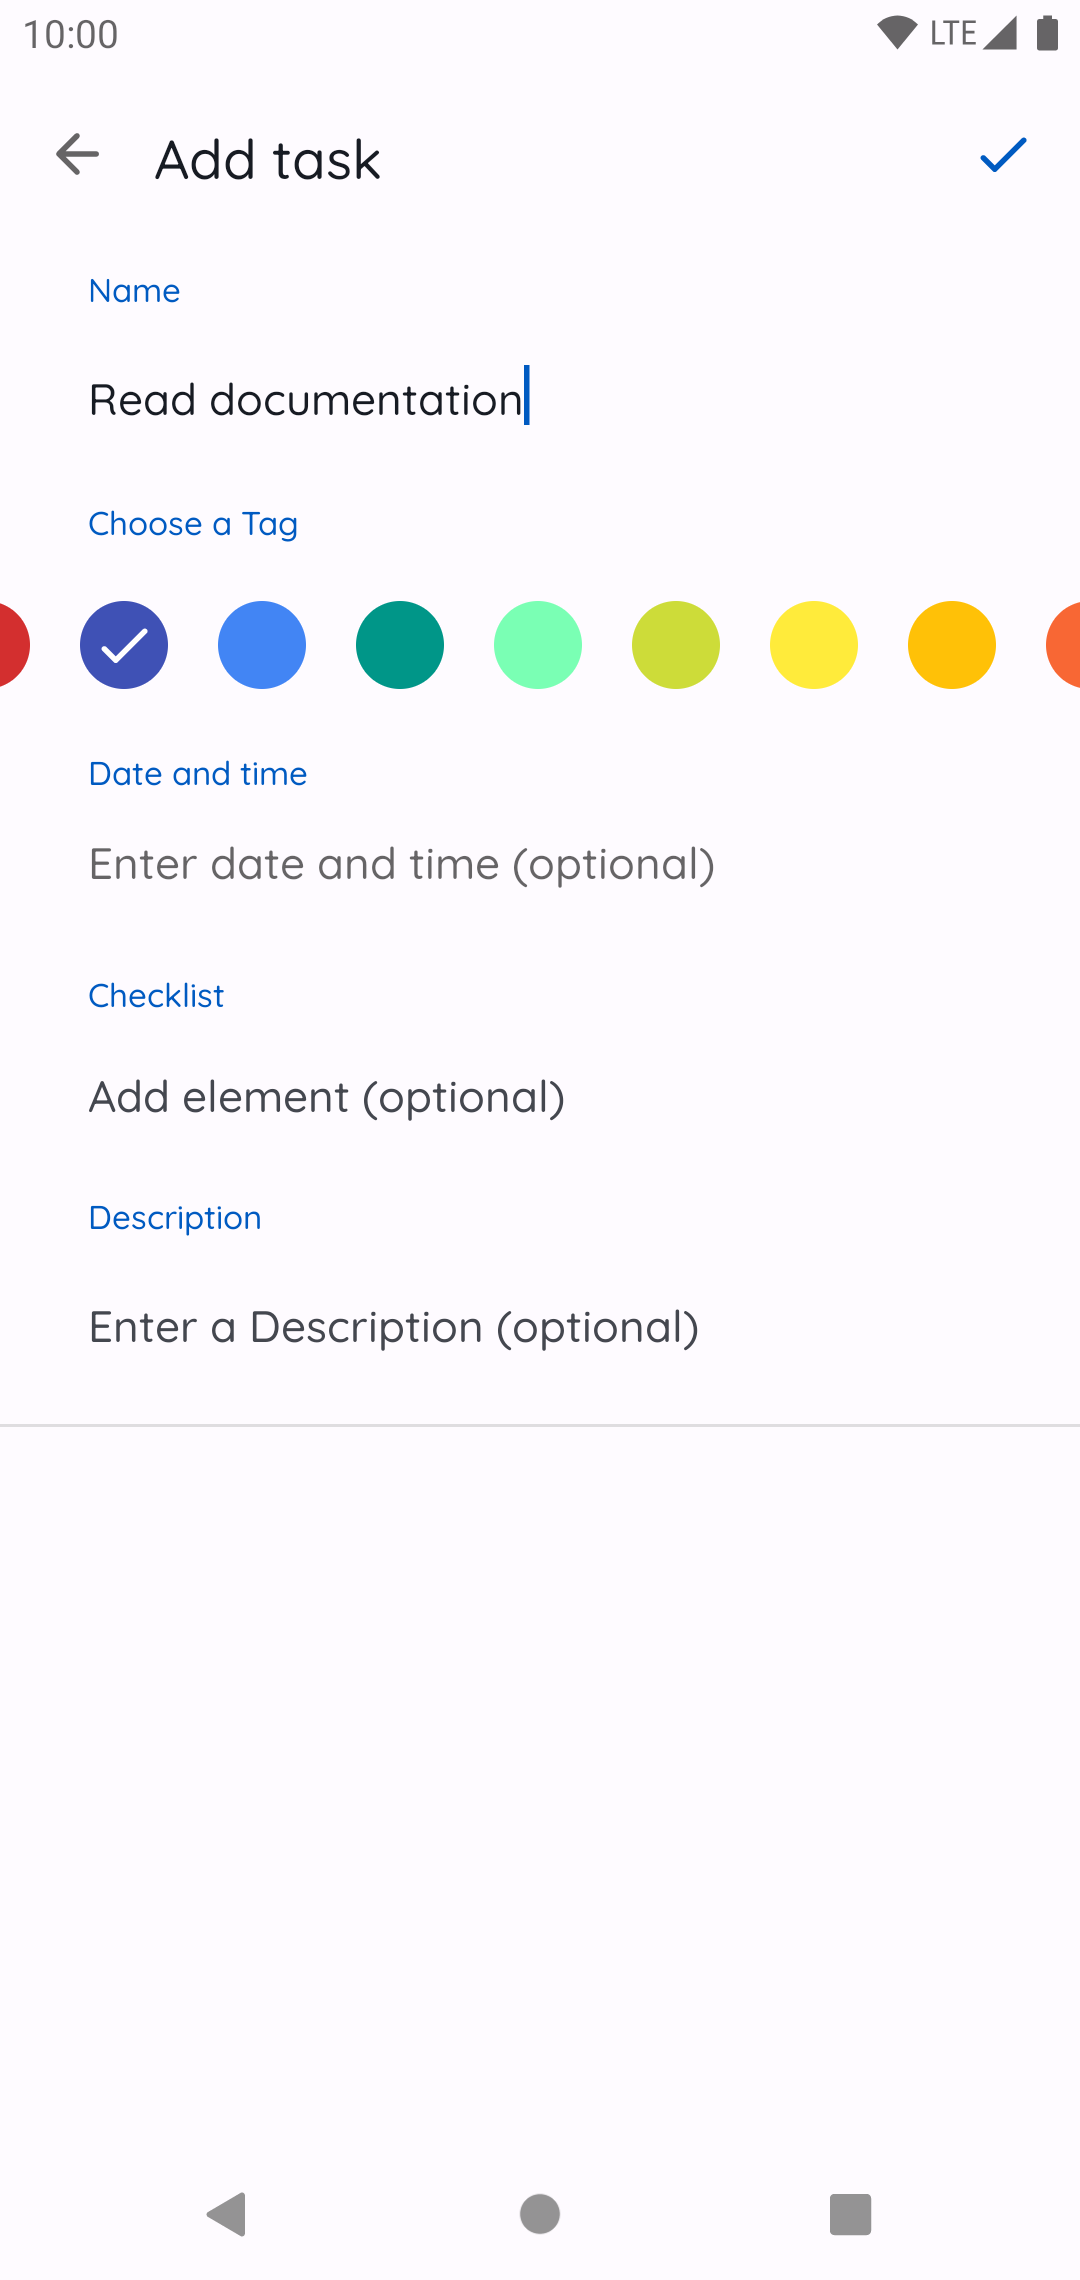 10:00 LTE
Add task
Name
Read documentation
Choose a Tag
Date and time
Enter date and time (optional)
Checklist
Add element (optional)
Description
Enter a Description (optional)